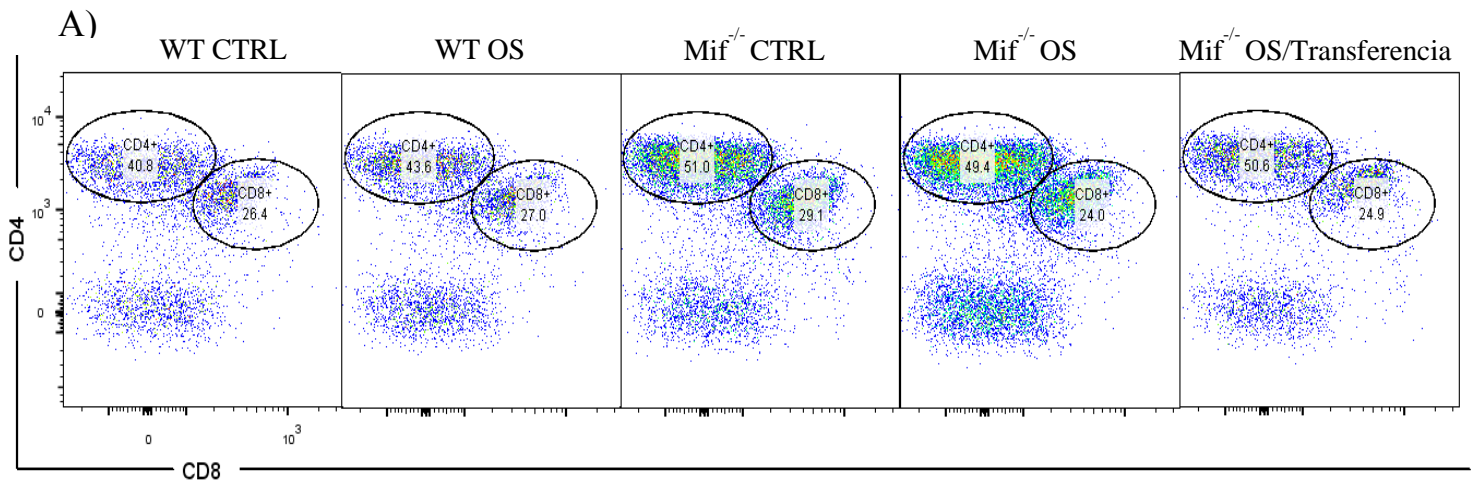 A)
WT CTRL WT OS Mif-/- CTRL Mif-/- OS Mif-/- OS/Transferencia
CD4+ CD4+ CD4+ CD4+ CD4+
40.8 43.6 51.0 49.4 50.6
CD8+ CD8+ CD8+ CD8+ CD8+
26.4 27.0 29.1 24.0 24.9
10^4
10^3
0
CD4
0 10^3
CD8